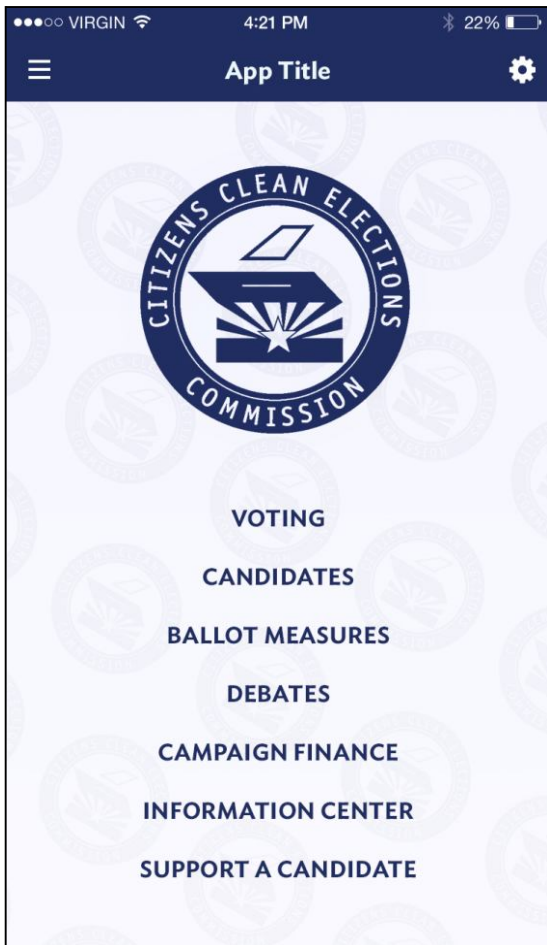 VIRGIN 4:21 PM 22%
App Title
CITIZENS CLEAN ELECTIONS
COMMISSION
VOTING
CANDIDATES
BALLOT MEASURES
DEBATES
CAMPAIGN FINANCE
INFORMATION CENTER
SUPPORT A CANDIDATE